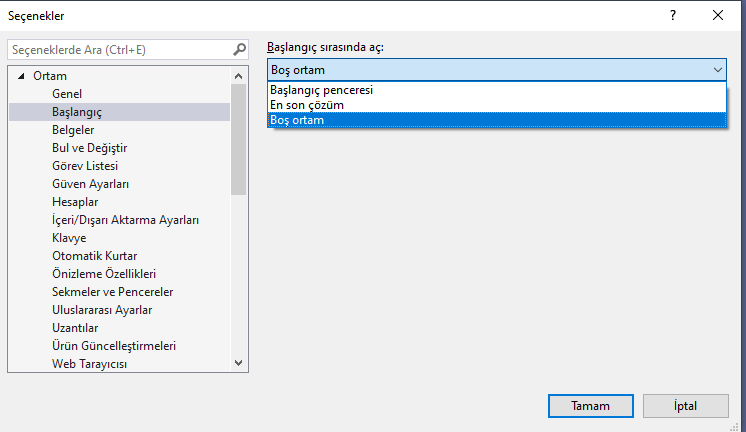 Seçenekler
Seçeneklerde Ara (Ctrl+E)
Ortam
Genel
Başlangıç
Belgeler
Bul ve Değiştir
Görev Listesi
Güven Ayarları
Hesaplar
İçeri/Dışarı Aktarma Ayarları
Klavye
Otomatik Kurtar
Önizleme Özellikleri
Sekmeler ve Pencereler
Uluslararası Ayarlar
Uzantılar
Ürün Güncelleştirmeleri
Web Tarayıcısı
Başlangıç sırasında aç:
Boş ortam
Başlangıç penceresi
En son çözüm
Boş ortam
Tamam
İptal